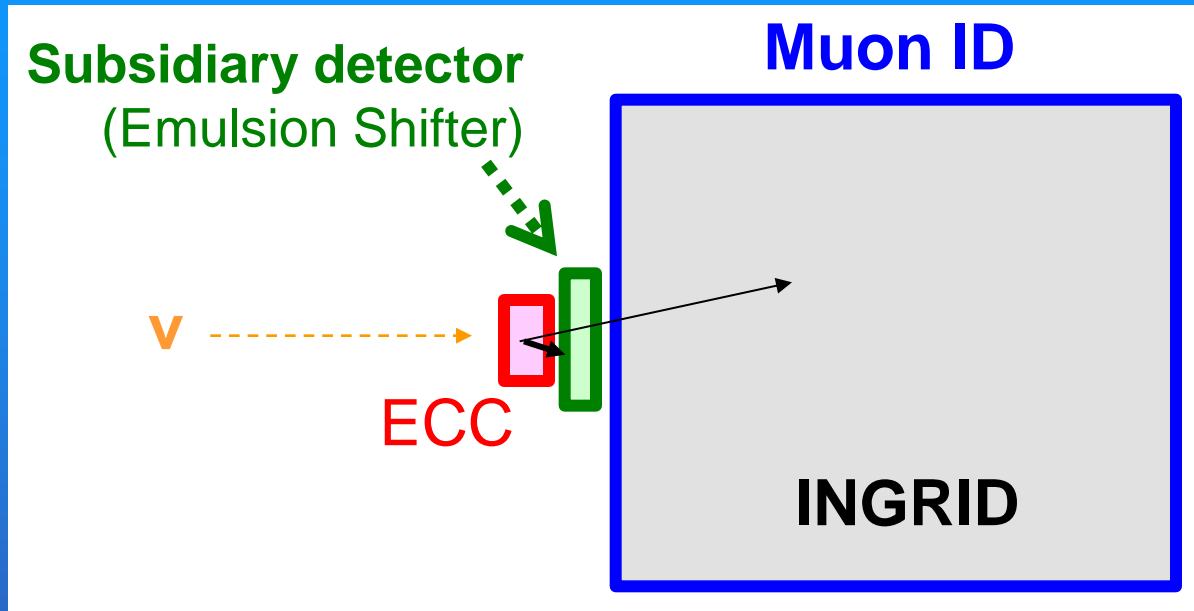 Subsidiary detector
(Emulsion Shifter)
Muon ID
ν
ECC
INGRID